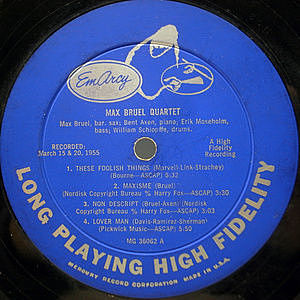 EmArcy
MAX BRUEL QUARTET
Max Bruel, bar. sax; Bent Axen, piano; Erik Moseholm,
bass; William Schiopffe, drums.
RECORDED:
March 15 & 20, 1955
A High
Fidelity
Recording
1. THESE FOOLISH THINGS (Marvell-Link-Strachey)
(Bourne—ASCAP) 5:32
2. MAXISME (Bruel)
(Nordisk Copyright Bureau % Harry Fox—ASCAP) 3:30
3. NON DESCRIPT (Bruel-Axen) (Nordisk
Copyright Bureau % Harry Fox—ASCAP) 3:03
4. LOVER MAN (Davis-Ramirez-Sherman)
(Pickwick Music—ASCAP) 5:50
MG 36062 A
LONG PLAYING HIGH FIDELITY
MERCURY RECORD CORPORATION MADE IN U.S.A.